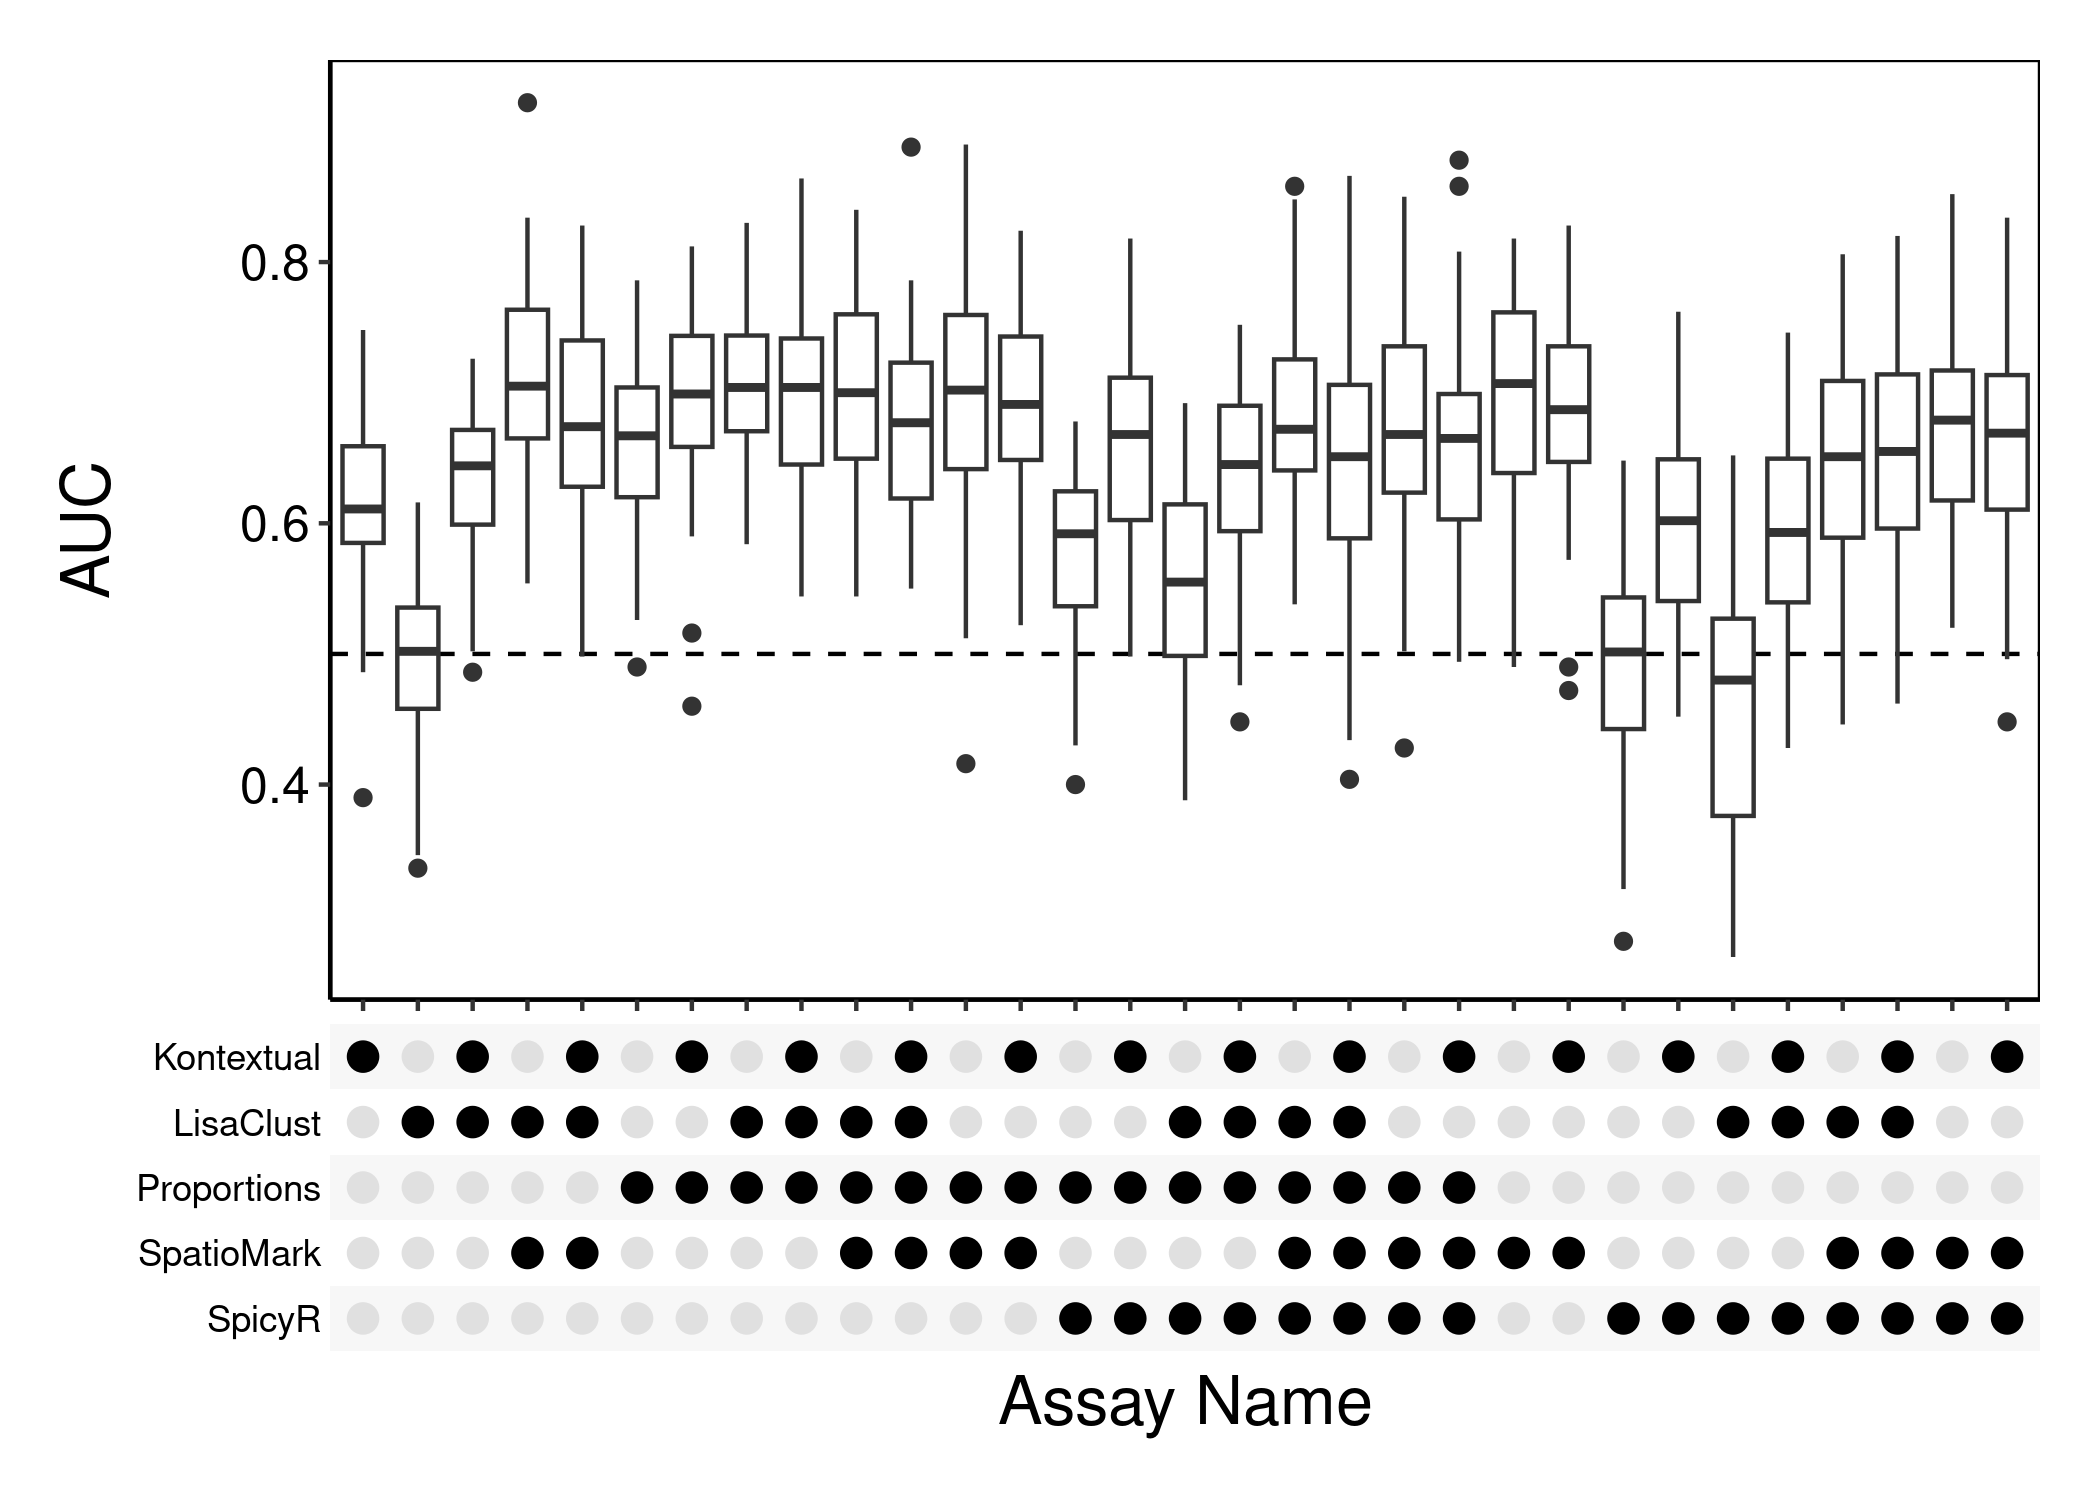 AUC
0.8
0.6
0.4
Kontextual
LisaClust
Proportions
SpatioMark
SpicyR
Assay Name